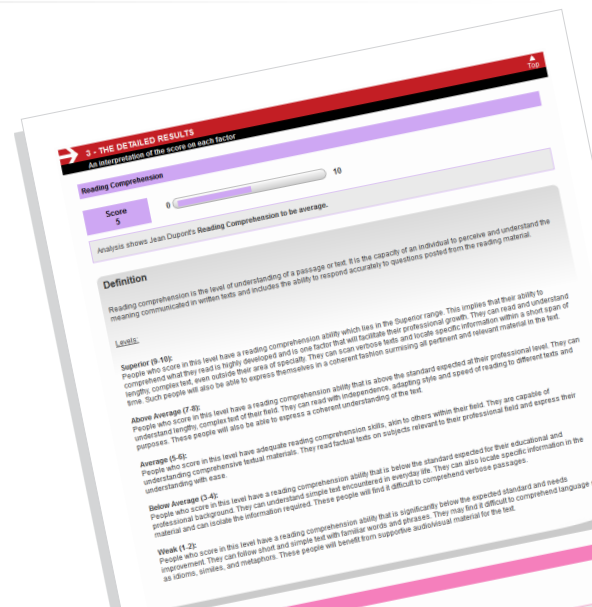 Top
3 - THE DETAILED RESULTS
An interpretation of the score on each factor
Reading Comprehension
Score
5
0
10
Analysis shows Jean Dupont's Reading Comprehension to be average.
Definition
Reading comprehension is the level of understanding of a passage or text. It is the capacity of an individual to perceive and understand the
meaning communicated in written texts and includes the ability to respond accurately to questions posted from the reading material.
Levels:
Superior (9-10):
People who score in this level have a reading comprehension ability which lies in the Superior range. This implies that their ability to
comprehend what they read is highly developed and is one factor that will facilitate their professional growth. They can read and understand
lengthy, complex text, even outside their area of specialty. They can scan verbose texts and locate specific information within a short span of
time. Such people will also be able to express themselves in a coherent fashion surmising all pertinent and relevant material in the text.
Above Average (7-8):
People who score in this level have a reading comprehension ability that is above the standard expected at their professional level. They can
understand lengthy, complex text of their field. They can read with independence, adapting style and speed of reading to different texts and
purposes. These people will also be able to express a coherent understanding of the text.
Average (5-6):
People who score in this level have adequate reading comprehension skills, akin to others within their field. They are capable of
understanding comprehensive textual materials. They read factual texts on subjects relevant to their professional field and express their
understanding with ease.
Below Average (3-4):
People who score in this level have a reading comprehension ability that is below the standard expected for their educational and
professional background. They can understand simple text encountered in everyday life. They can also locate specific information in the
material and can isolate the information required. These people will find it difficult to comprehend verbose passages.
Weak (1-2):
People who score in this level have a reading comprehension ability that is significantly below the expected standard and needs
improvement. They can follow short and simple text with familiar words and phrases. They may find it difficult to comprehend language
as idioms, similes, and metaphors. These people will benefit from supportive audio/visual material for the text.